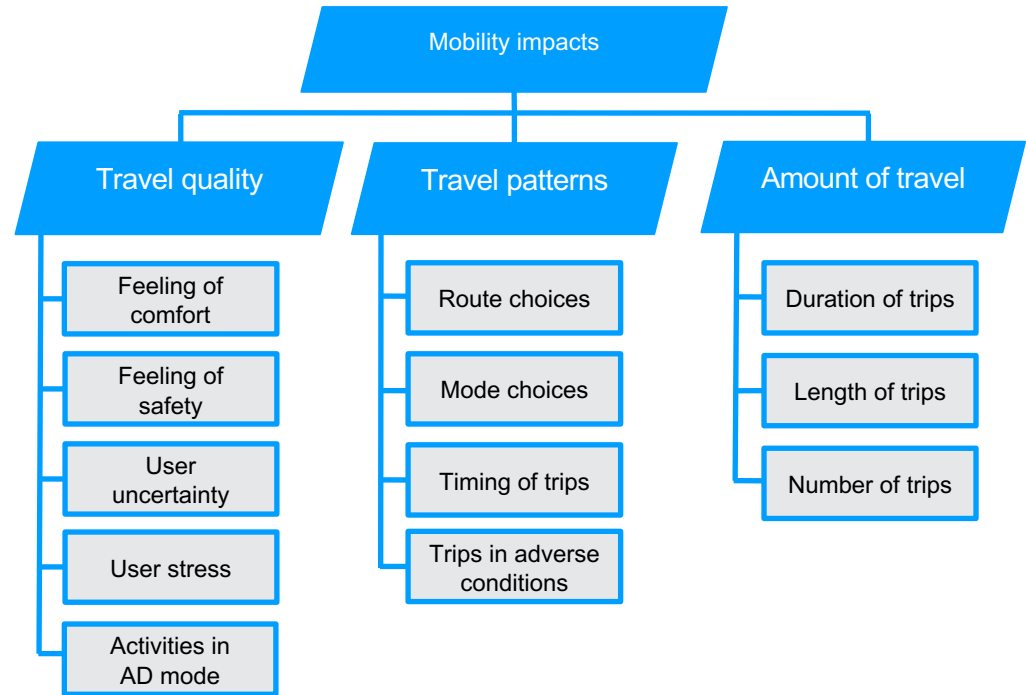 Mobility impacts
Travel quality
Travel patterns
Amount of travel
Feeling of
comfort
Feeling of
safety
User
uncertainty
User stress
Activities in
AD mode
Route choices
Mode choices
Timing of trips
Trips in adverse
conditions
Duration of trips
Length of trips
Number of trips